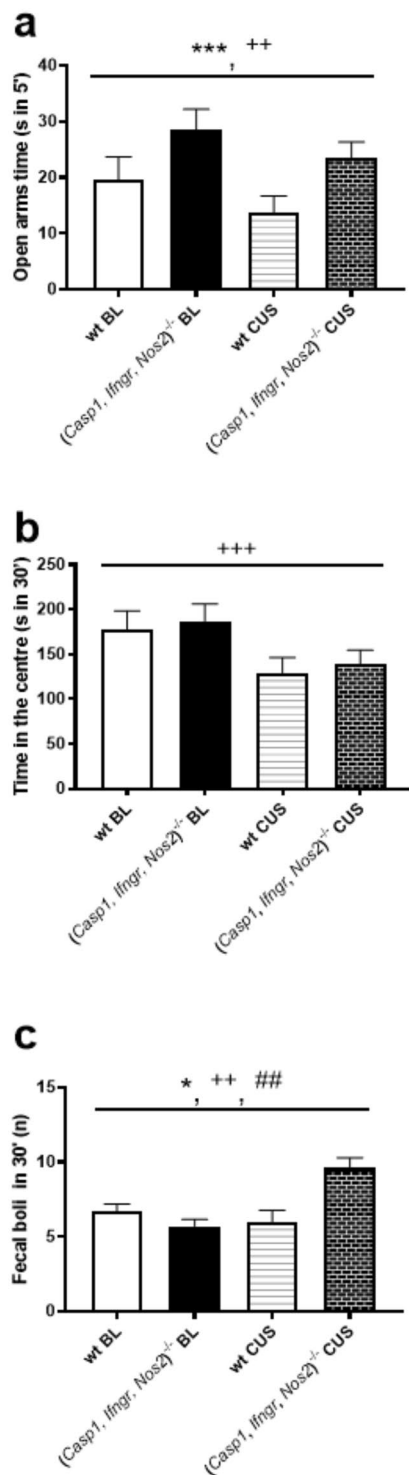 a
***, ++
Open arms time (s in 5')
40
30
20
10
0
wt BL
(Casp1, Ifngr, Nos2)-/- BL
wt CUS
(Casp1, Ifngr, Nos2)-/- CUS
b
+++
Time in the centre (s in 30')
250
200
150
100
50
0
wt BL
(Casp1, Ifngr, Nos2)-/- BL
wt CUS
(Casp1, Ifngr, Nos2)-/- CUS
c
*, ++, ##
Fecal boli in 30' (n)
15
10
5
0
wt BL
(Casp1, Ifngr, Nos2)-/- BL
wt CUS
(Casp1, Ifngr, Nos2)-/- CUS